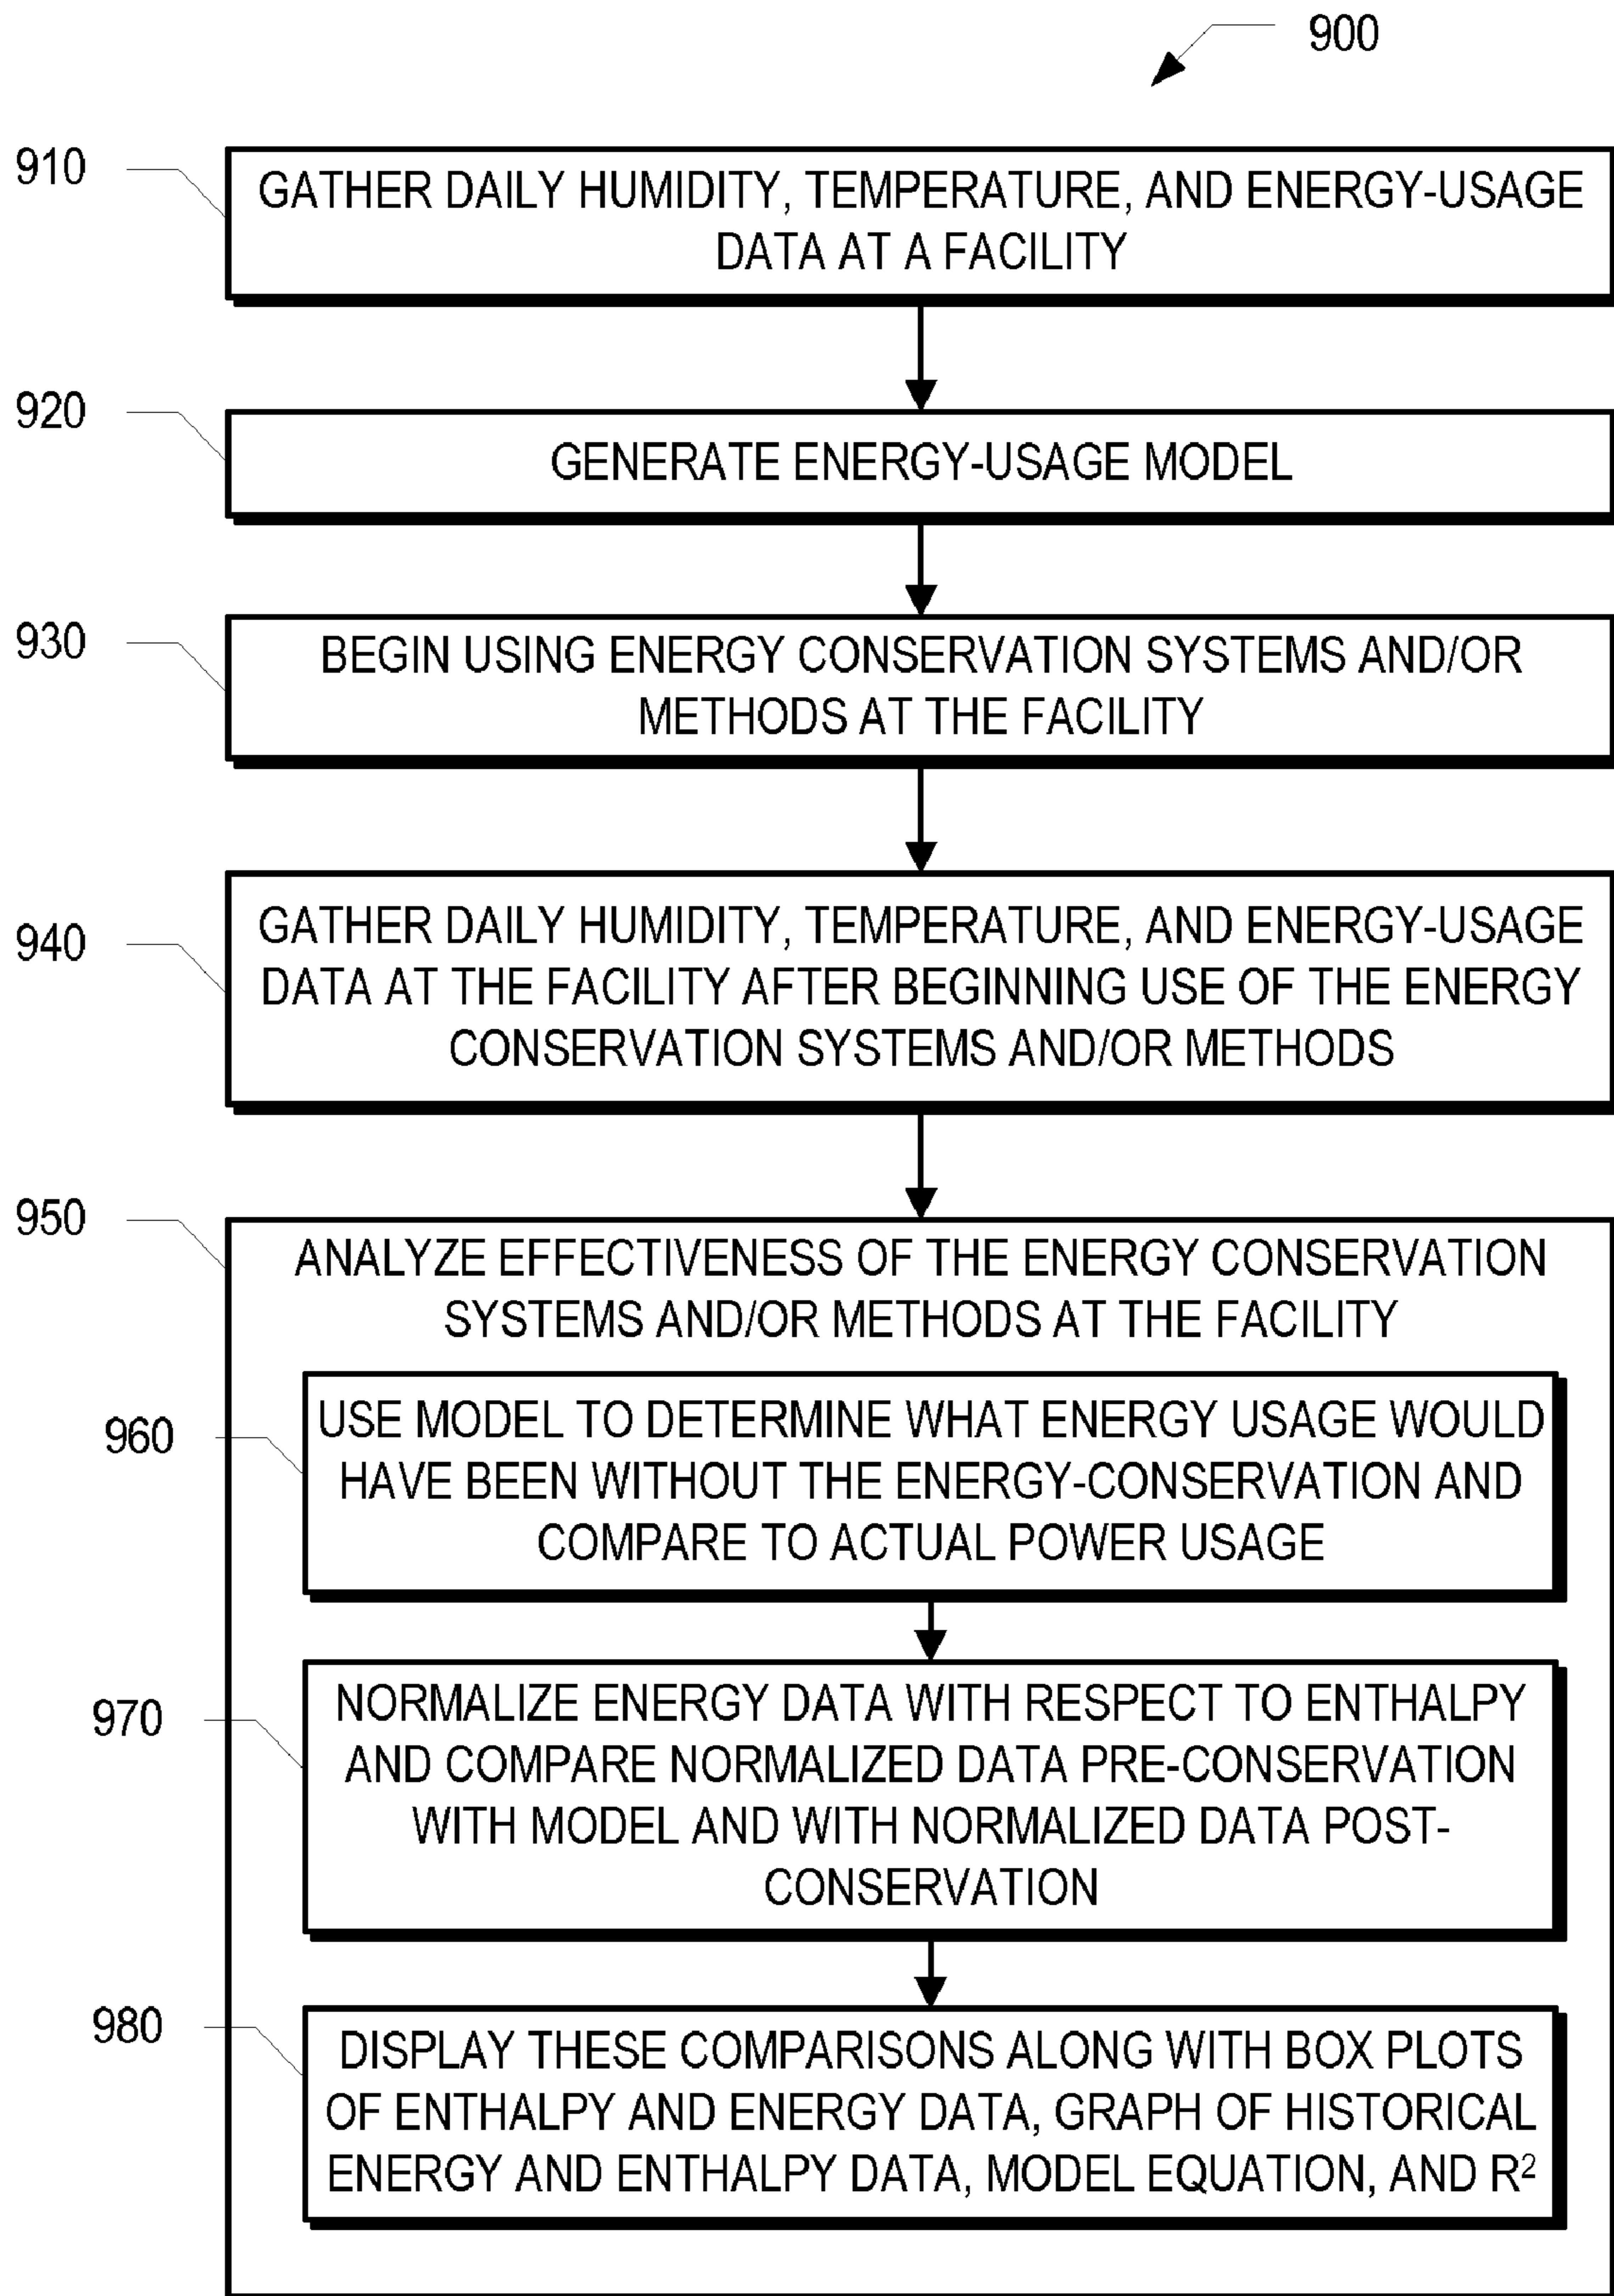 900
910
GATHER DAILY HUMIDITY, TEMPERATURE, AND ENERGY-USAGE
DATA AT A FACILITY
920
GENERATE ENERGY-USAGE MODEL
930
BEGIN USING ENERGY CONSERVATION SYSTEMS AND/OR
METHODS AT THE FACILITY
940
GATHER DAILY HUMIDITY, TEMPERATURE, AND ENERGY-USAGE
DATA AT THE FACILITY AFTER BEGINNING USE OF THE ENERGY
CONSERVATION SYSTEMS AND/OR METHODS
950
ANALYZE EFFECTIVENESS OF THE ENERGY CONSERVATION
SYSTEMS AND/OR METHODS AT THE FACILITY
960
USE MODEL TO DETERMINE WHAT ENERGY USAGE WOULD
HAVE BEEN WITHOUT THE ENERGY-CONSERVATION AND
COMPARE TO ACTUAL POWER USAGE
970
NORMALIZE ENERGY DATA WITH RESPECT TO ENTHALPY
AND COMPARE NORMALIZED DATA PRE-CONSERVATION
WITH MODEL AND WITH NORMALIZED DATA POST-
CONSERVATION
980
DISPLAY THESE COMPARISONS ALONG WITH BOX PLOTS
OF ENTHALPY AND ENERGY DATA, GRAPH OF HISTORICAL
ENERGY AND ENTHALPY DATA, MODEL EQUATION, AND R²